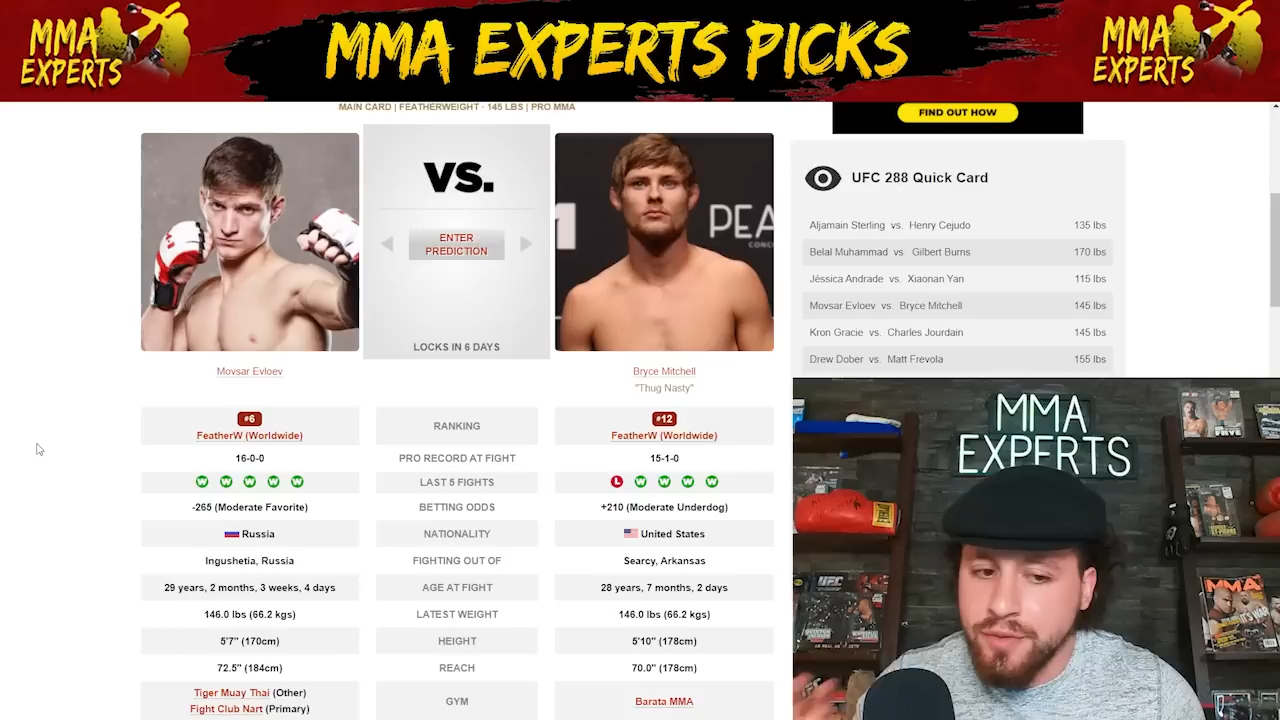 MMA
EXPERTS
MMA EXPERTS PICKS
MMA
EXPERTS
MAIN CARD | FEATHERWEIGHT · 145 LBS | PRO MMA
FIND OUT HOW
VS.
ENTER
PREDICTION
LOCKS IN 6 DAYS
PEA
Movsar Evloev
Bryce Mitchell
"Thug Nasty"
#6
FeatherW (Worldwide)
RANKING
#12
FeatherW (Worldwide)
16-0-0
PRO RECORD AT FIGHT
15-1-0
W W W W W
LAST 5 FIGHTS
L W W W W
-265 (Moderate Favorite)
BETTING ODDS
+210 (Moderate Underdog)
Russia
NATIONALITY
United States
Ingushetia, Russia
FIGHTING OUT OF
Searcy, Arkansas
29 years, 2 months, 3 weeks, 4 days
AGE AT FIGHT
28 years, 7 months, 2 days
146.0 lbs (66.2 kgs)
LATEST WEIGHT
146.0 lbs (66.2 kgs)
5'7" (170cm)
HEIGHT
5'10" (178cm)
72.5" (184cm)
REACH
70.0" (178cm)
Tiger Muay Thai (Other)
Fight Club Nart (Primary)
GYM
Barata MMA
UFC 288 Quick Card
Aljamain Sterling vs. Henry Cejudo 135 lbs
Belal Muhammad vs. Gilbert Burns 170 lbs
Jéssica Andrade vs. Xiaonan Yan 115 lbs
Movsar Evloev vs. Bryce Mitchell 145 lbs
Kron Gracie vs. Charles Jourdain 145 lbs
Drew Dober vs. Matt Frevola 155 lbs
MMA
EXPERTS
UFC
MMA